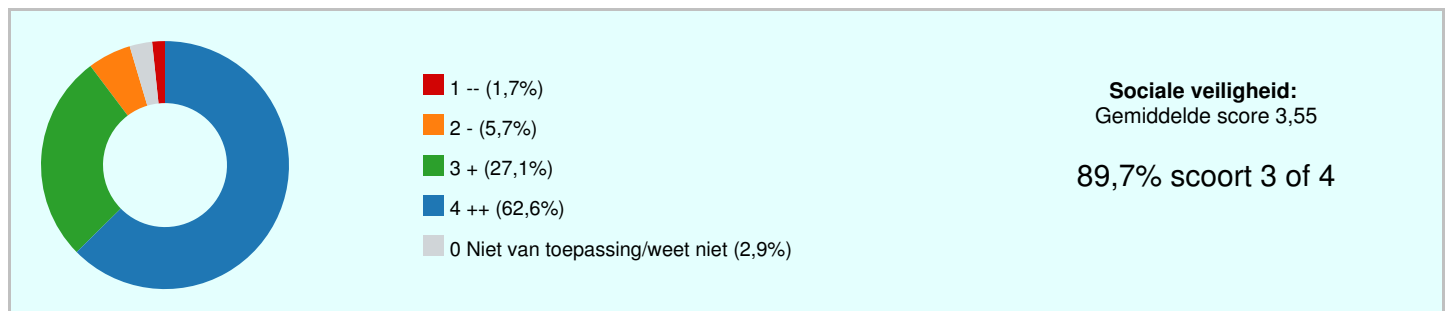 1 -- (1,7%)
2 - (5,7%)
3 + (27,1%)
4 ++ (62,6%)
0 Niet van toepassing/weet niet (2,9%)
Sociale veiligheid:
Gemiddelde score 3,55
89,7% scoort 3 of 4